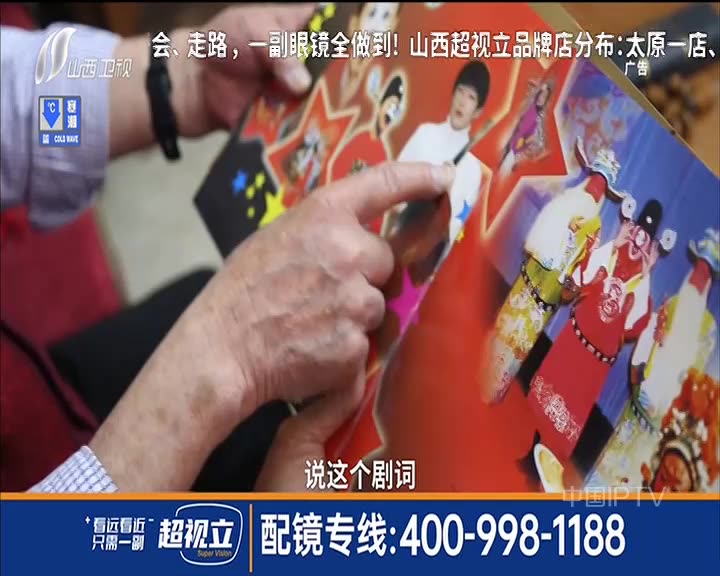 会、走路，一副眼镜全做到！山西超视立品牌店分布：太原一店、
广告
山西卫视
℃
寒潮
蓝
COLD WAVE
说这个剧词
中国IPTV
看远看近
只需一副
超视立
Super Vision
配镜专线:400-998-1188